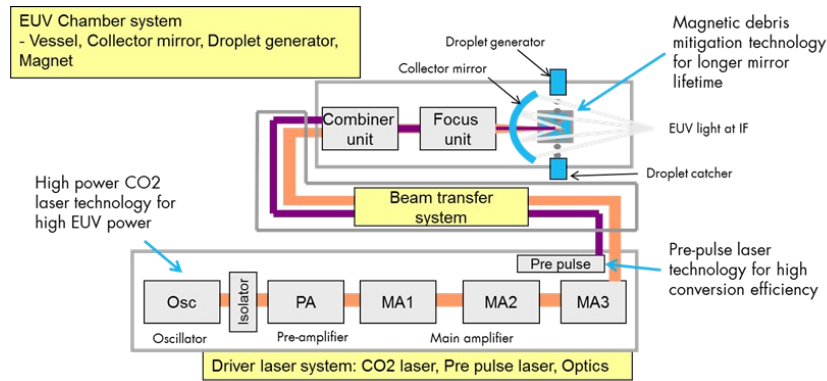 EUV Chamber system
- Vessel, Collector mirror, Droplet generator,
Magnet
Droplet generator
Collector mirror
Magnetic debris
mitigation technology
for longer mirror
lifetime
Combiner
unit
Focus
unit
EUV light at IF
Droplet catcher
High power CO2
laser technology for
high EUV power
Beam transfer
system
Pre pulse
Pre-pulse laser
technology for high
conversion efficiency
Osc
Isolator
PA
MA1
MA2
MA3
Oscillator
Pre-amplifier
Main amplifier
Driver laser system: CO2 laser, Pre pulse laser, Optics